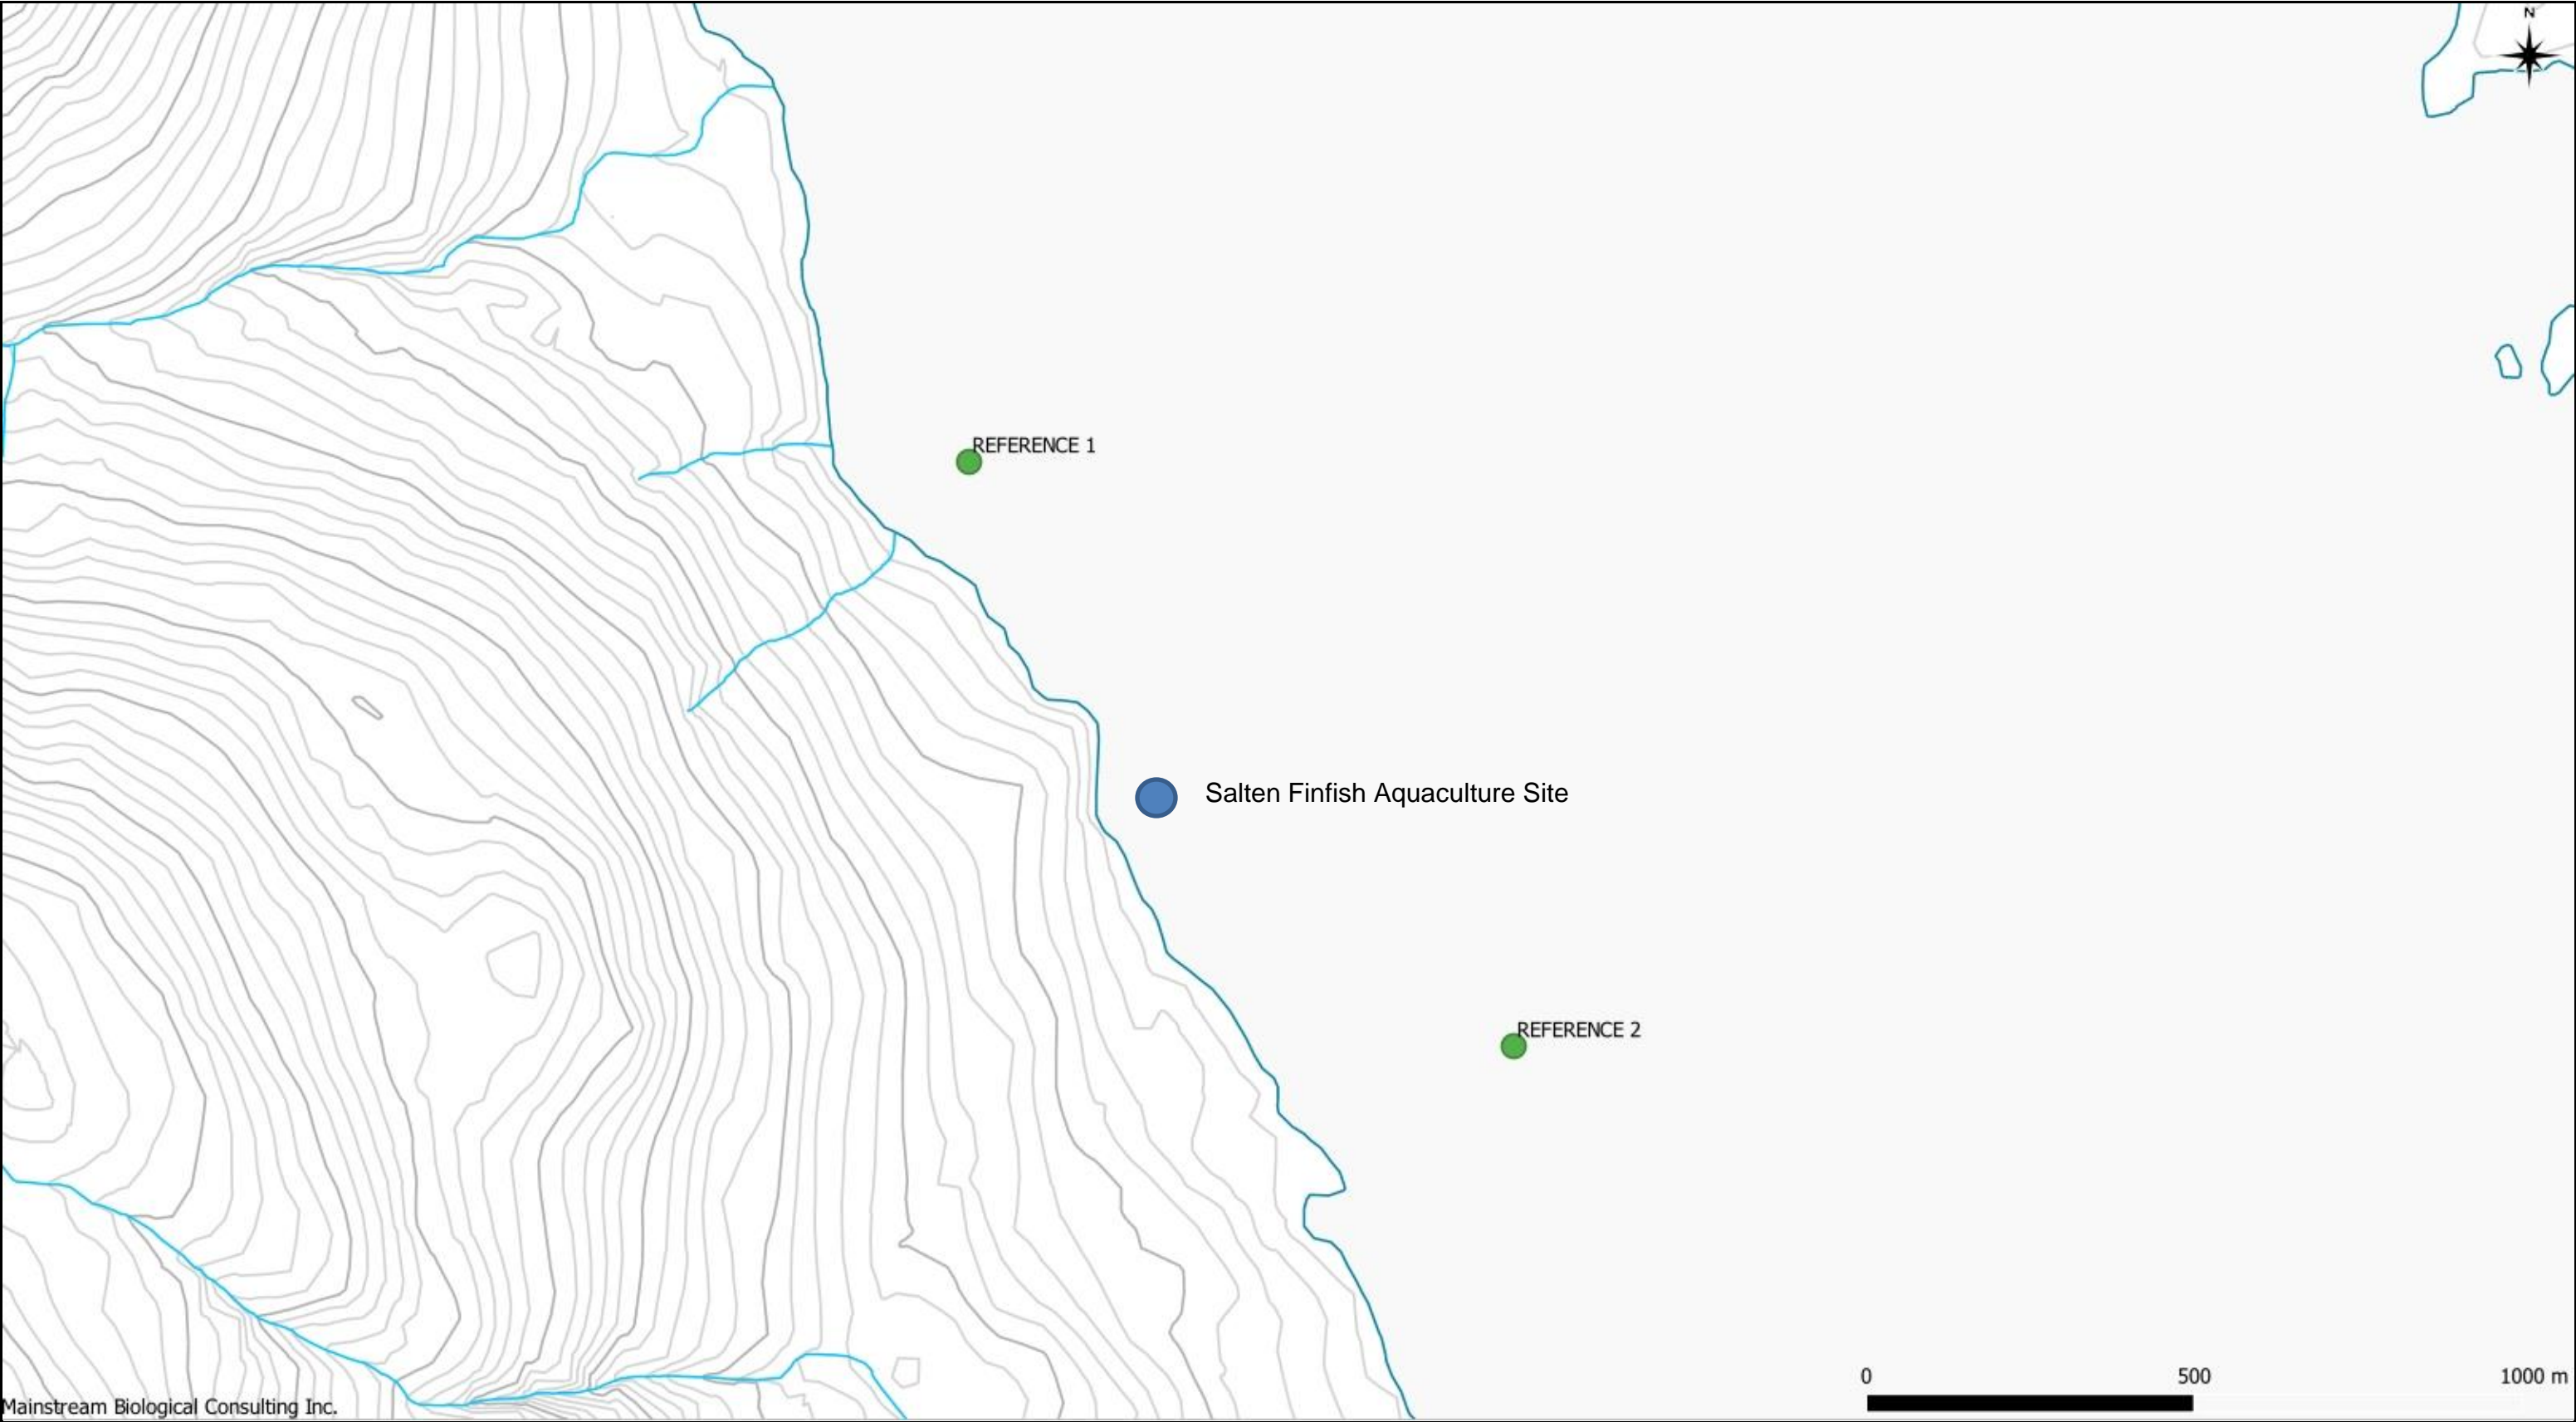 N
REFERENCE 1
Salten Finfish Aquaculture Site
REFERENCE 2
0 500 1000 m
Mainstream Biological Consulting Inc.